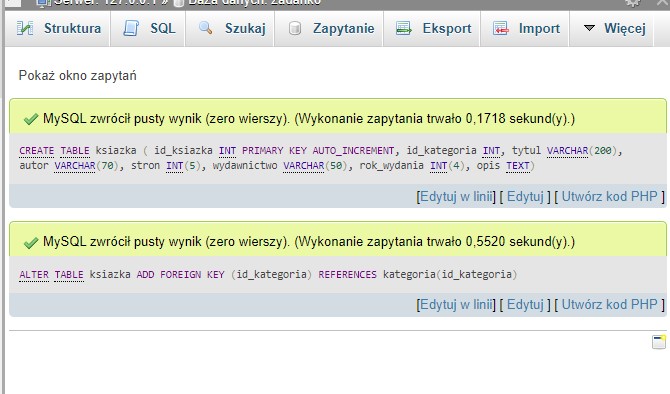 Serwer: 127.0.0.1 » Baza danych: zadanko
Struktura SQL Szukaj Zapytanie Eksport Import Więcej
Pokaż okno zapytań
MySQL zwrócił pusty wynik (zero wierszy). (Wykonanie zapytania trwało 0,1718 sekund(y).)
CREATE TABLE ksiazka ( id_ksiazka INT PRIMARY KEY AUTO_INCREMENT, id_kategoria INT, tytul VARCHAR(200),
autor VARCHAR(70), stron INT(5), wydawnictwo VARCHAR(50), rok_wydania INT(4), opis TEXT)
[Edytuj w linii] [ Edytuj ] [ Utwórz kod PHP ]
MySQL zwrócił pusty wynik (zero wierszy). (Wykonanie zapytania trwało 0,5520 sekund(y).)
ALTER TABLE ksiazka ADD FOREIGN KEY (id_kategoria) REFERENCES kategoria(id_kategoria)
[Edytuj w linii] [ Edytuj ] [ Utwórz kod PHP ]